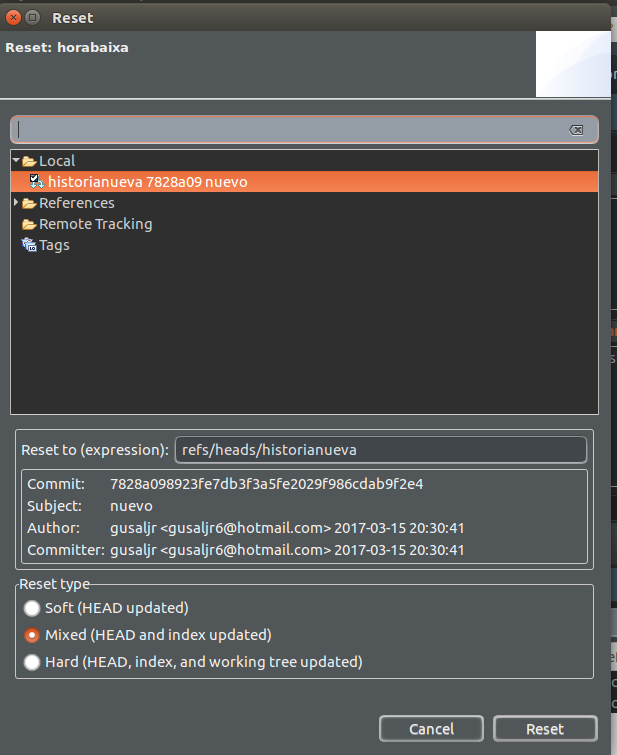 Reset
Reset: horabaixa
Local
historianueva 7828a09 nuevo
References
Remote Tracking
Tags
Reset to (expression): refs/heads/historianueva
Commit: 7828a098923fe7db3f3a5fe2029f986cdab9f2e4
Subject: nuevo
Author: gusaljr <gusaljr6@hotmail.com> 2017-03-15 20:30:41
Committer: gusaljr <gusaljr6@hotmail.com> 2017-03-15 20:30:41
Reset type
Soft (HEAD updated)
Mixed (HEAD and index updated)
Hard (HEAD, index, and working tree updated)
Cancel Reset